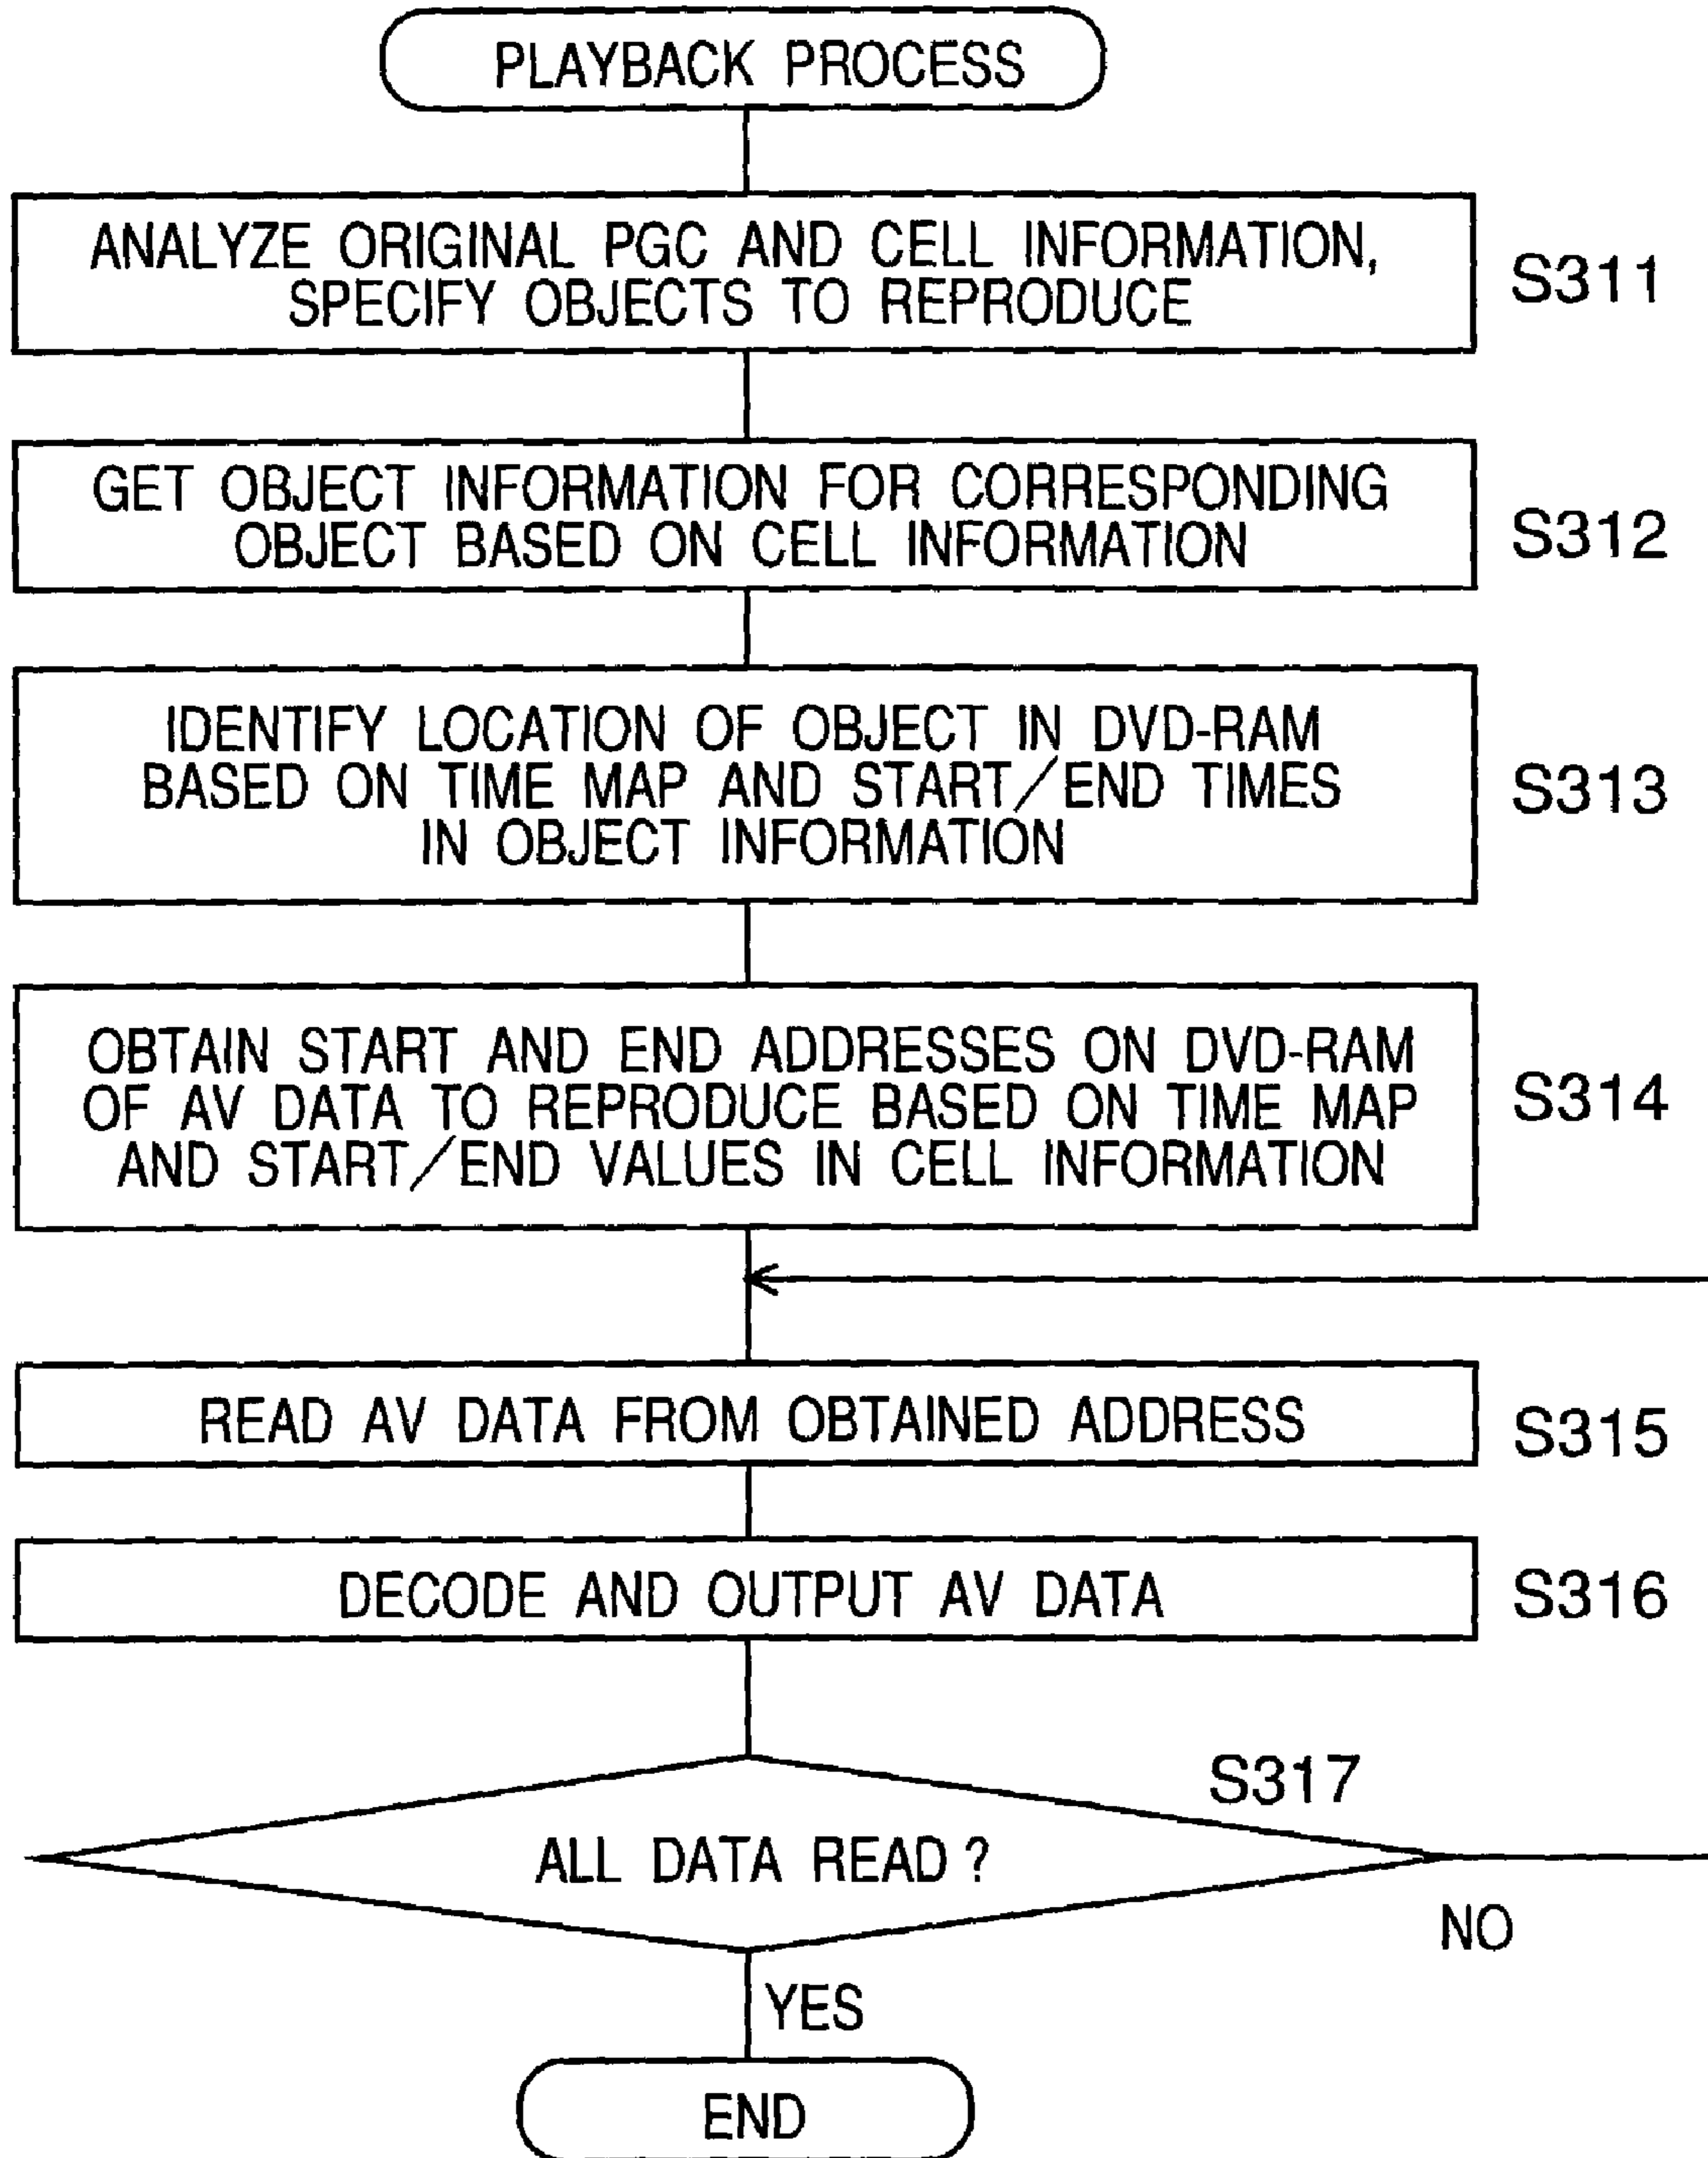 PLAYBACK PROCESS
ANALYZE ORIGINAL PGC AND CELL INFORMATION,
SPECIFY OBJECTS TO REPRODUCE
S311
GET OBJECT INFORMATION FOR CORRESPONDING
OBJECT BASED ON CELL INFORMATION
S312
IDENTIFY LOCATION OF OBJECT IN DVD-RAM
BASED ON TIME MAP AND START/END TIMES
IN OBJECT INFORMATION
S313
OBTAIN START AND END ADDRESSES ON DVD-RAM
OF AV DATA TO REPRODUCE BASED ON TIME MAP
AND START/END VALUES IN CELL INFORMATION
S314
READ AV DATA FROM OBTAINED ADDRESS
S315
DECODE AND OUTPUT AV DATA
S316
S317
ALL DATA READ ?
NO
YES
END